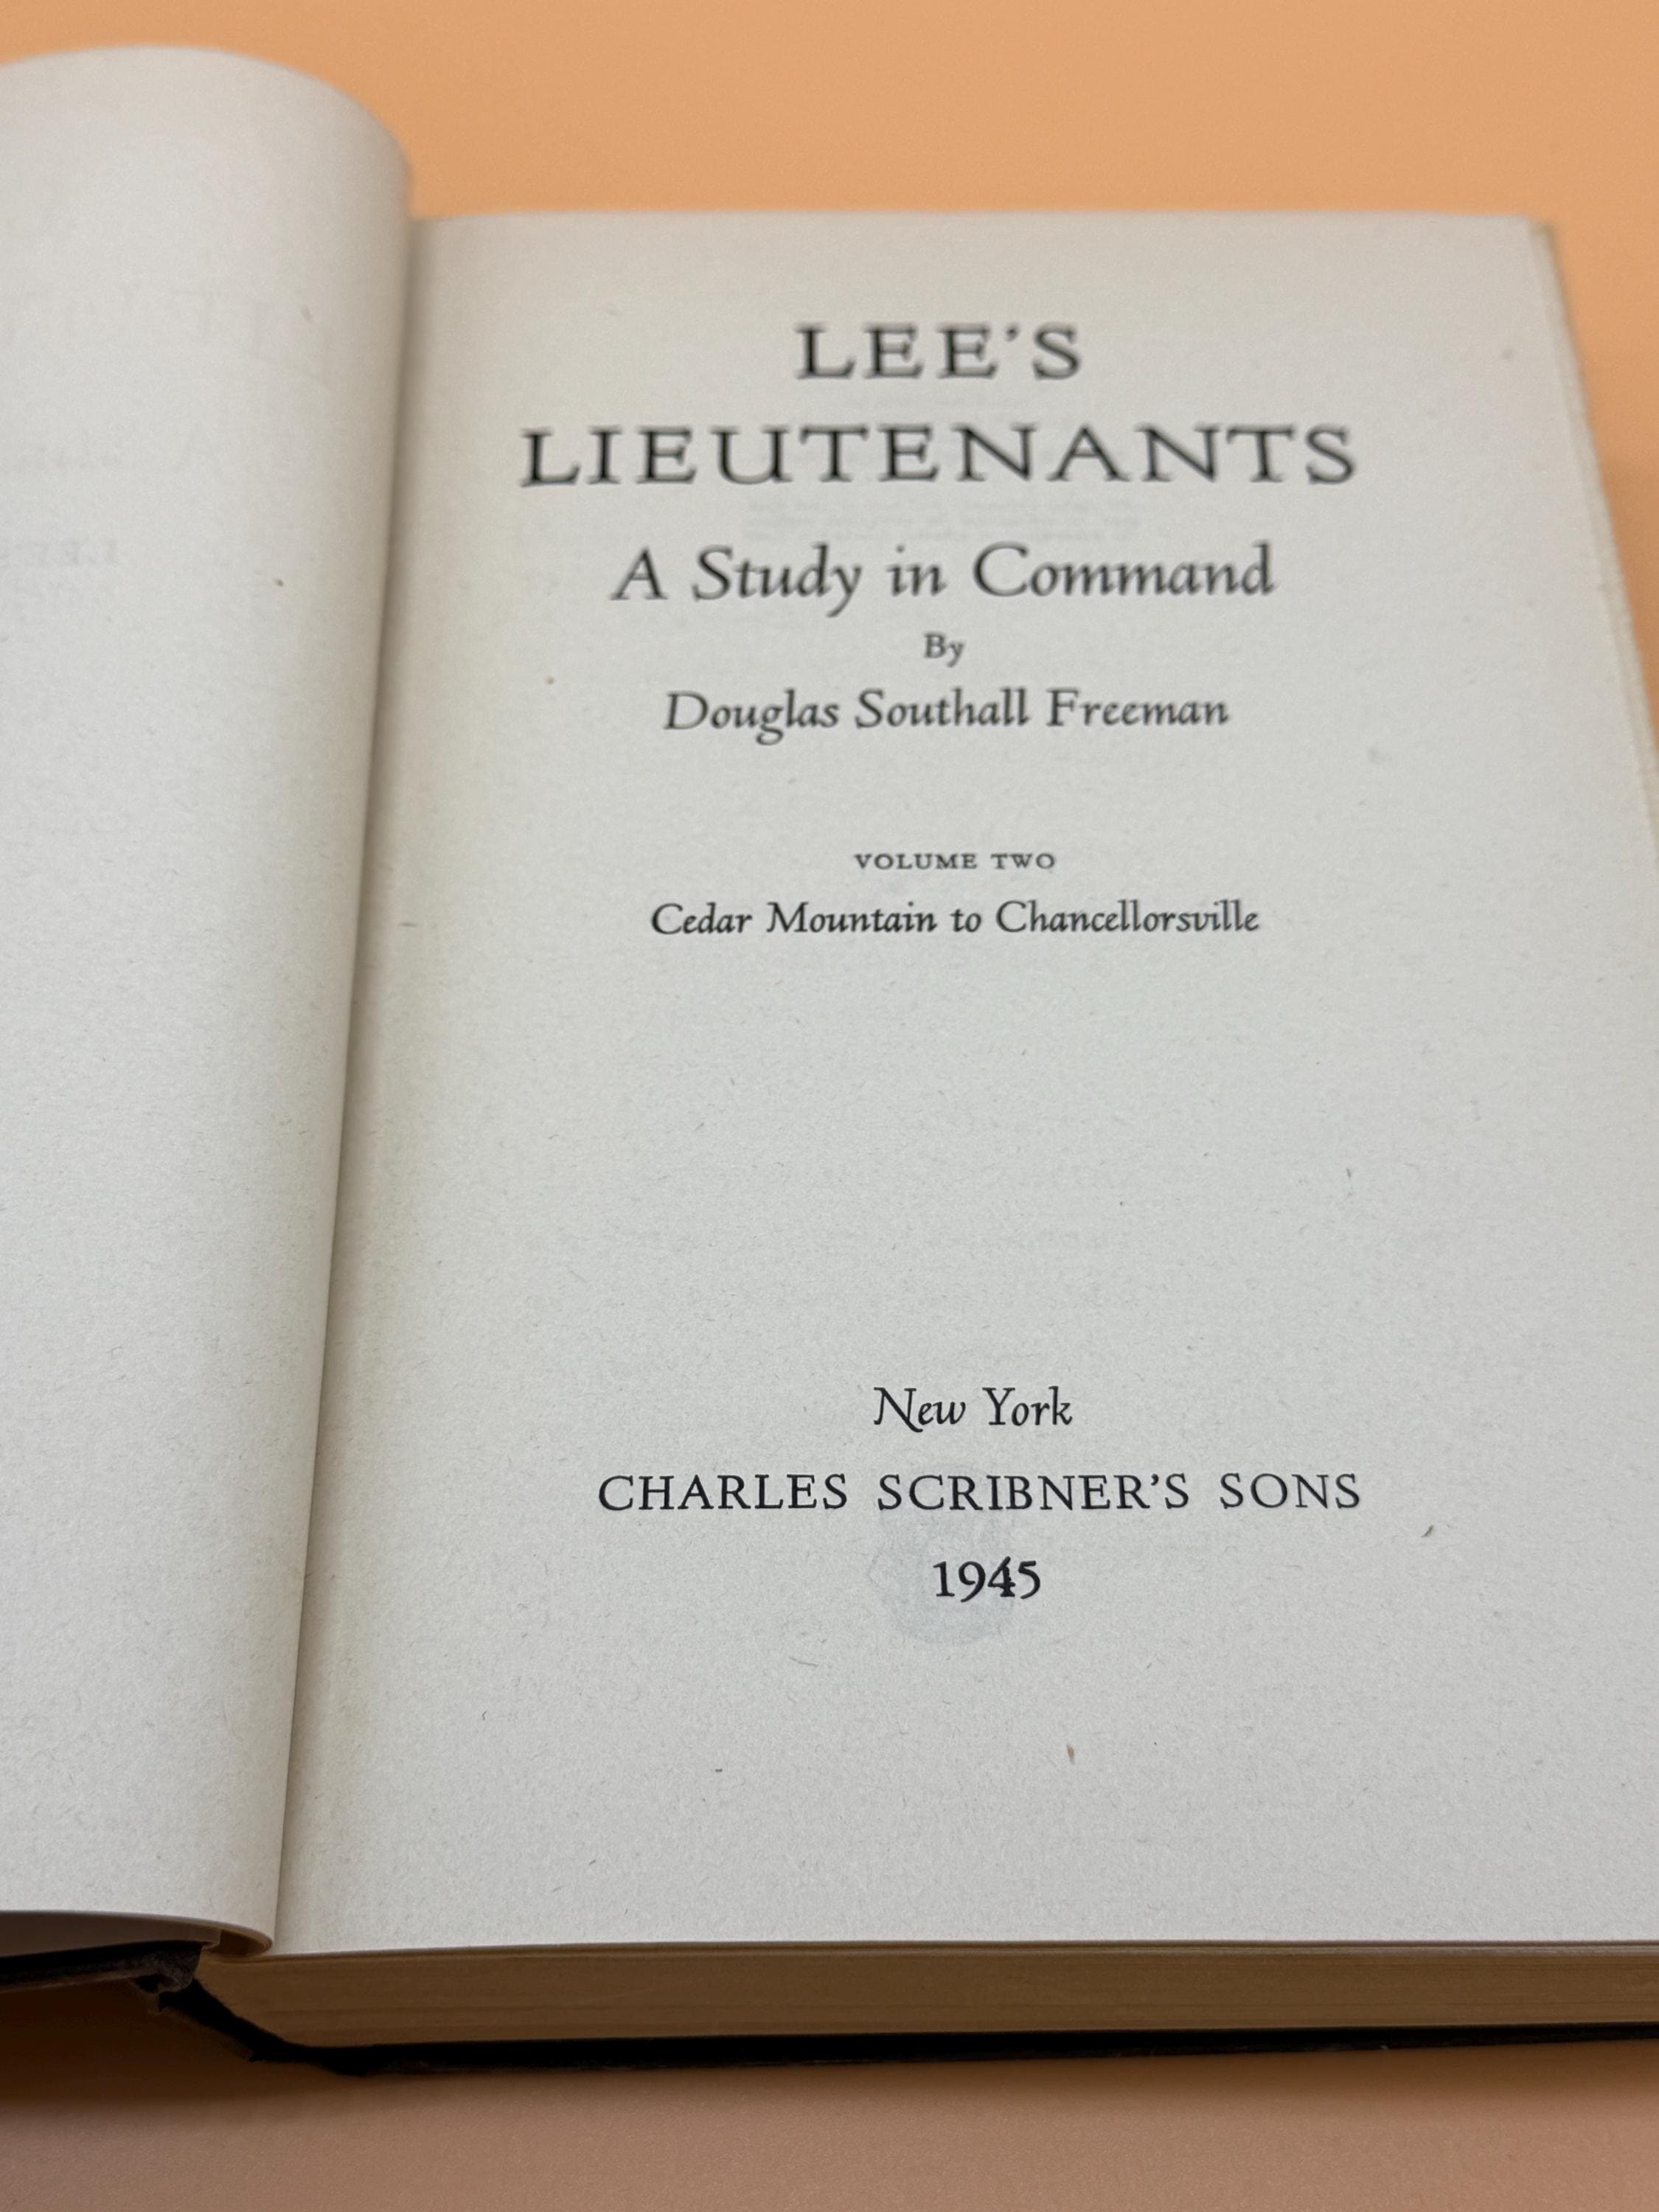 LEE'S
LIEUTENANTS
A Study in Command
By
Douglas Southall Freeman
VOLUME TWO
Cedar Mountain to Chancellorsville
New York
CHARLES SCRIBNER'S SONS
1945